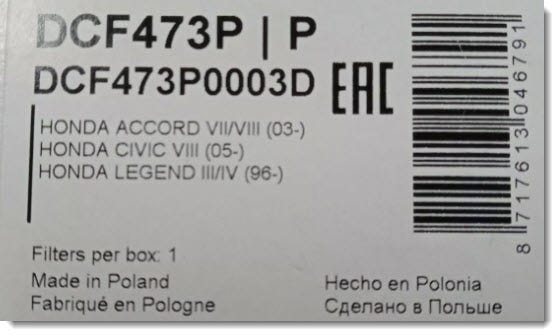 DCF473P | P
DCF473P0003D
EAC
HONDA ACCORD VII/VIII (03-)
HONDA CIVIC VIII (05-)
HONDA LEGEND III/IV (96-)
8 717613 046791
Filters per box: 1
Made in Poland
Fabriqué en Pologne
Hecho en Polonia
Сделано в Польше